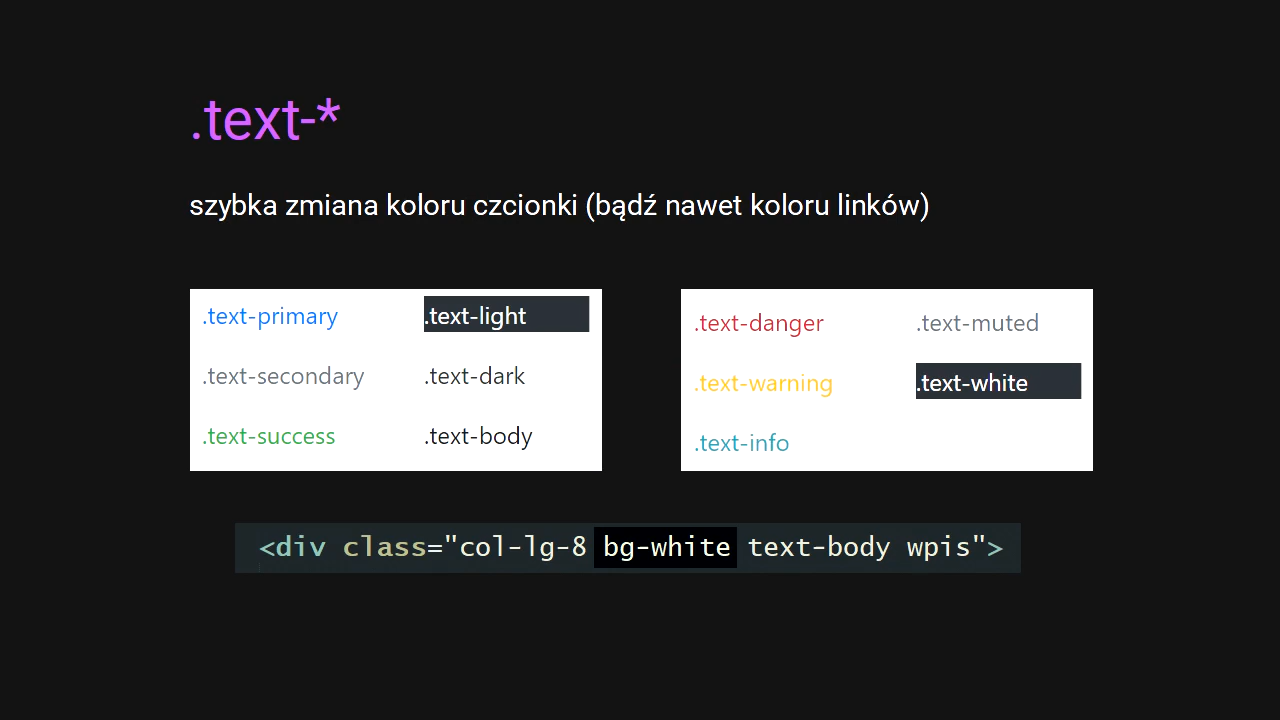 .text-*
szybka zmiana koloru czcionki (bądź nawet koloru linków)
.text-primary
.text-secondary
.text-success
.text-light
.text-dark
.text-body
.text-danger
.text-warning
.text-info
.text-muted
.text-white
<div class="col-lg-8 bg-white text-body wpis">